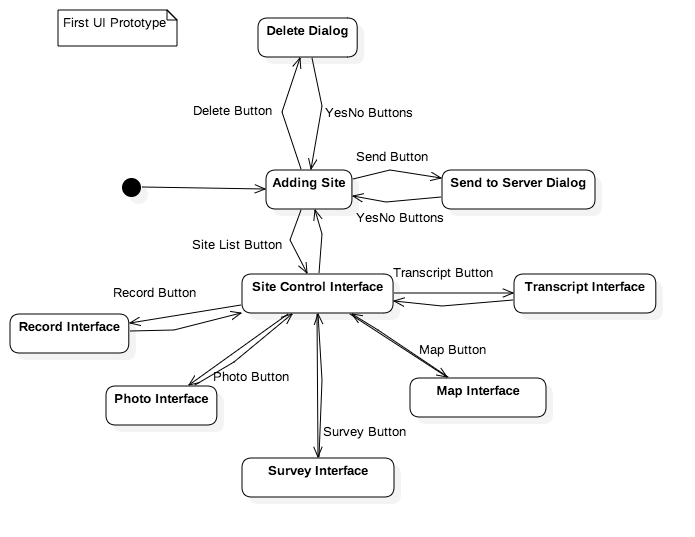 First UI Prototype
Delete Dialog
Delete Button
YesNo Buttons
Send Button
Adding Site
Send to Server Dialog
YesNo Buttons
Site List Button
Transcript Button
Site Control Interface
Transcript Interface
Record Button
Record Interface
Map Button
Photo Button
Photo Interface
Map Interface
Survey Button
Survey Interface